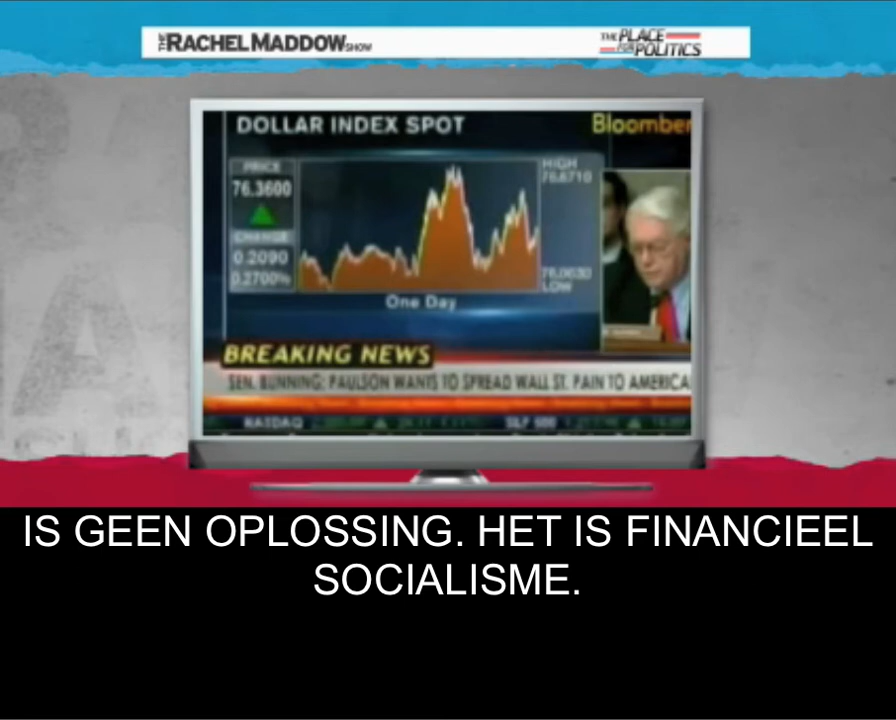 THE RACHEL MADDOW SHOW
THE PLACE FOR POLITICS
DOLLAR INDEX SPOT
Bloomber
PRICE
76.3600
CHANGE
0.2090
0.2700%
HIGH
76.6710
LOW
One Day
BREAKING NEWS
SEN. BUNNING: PAULSON WANTS TO SPREAD WALL ST. PAIN TO AMERICA
NASDAQ
S&P 500
IS GEEN OPLOSSING. HET IS FINANCIEEL
SOCIALISME.